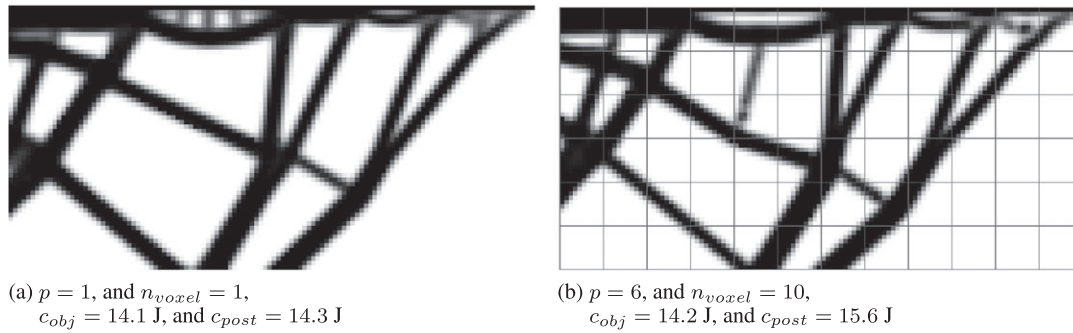 (a) p = 1, and n_voxel = 1,
c_obj = 14.1 J, and c_post = 14.3 J
(b) p = 6, and n_voxel = 10,
c_obj = 14.2 J, and c_post = 15.6 J